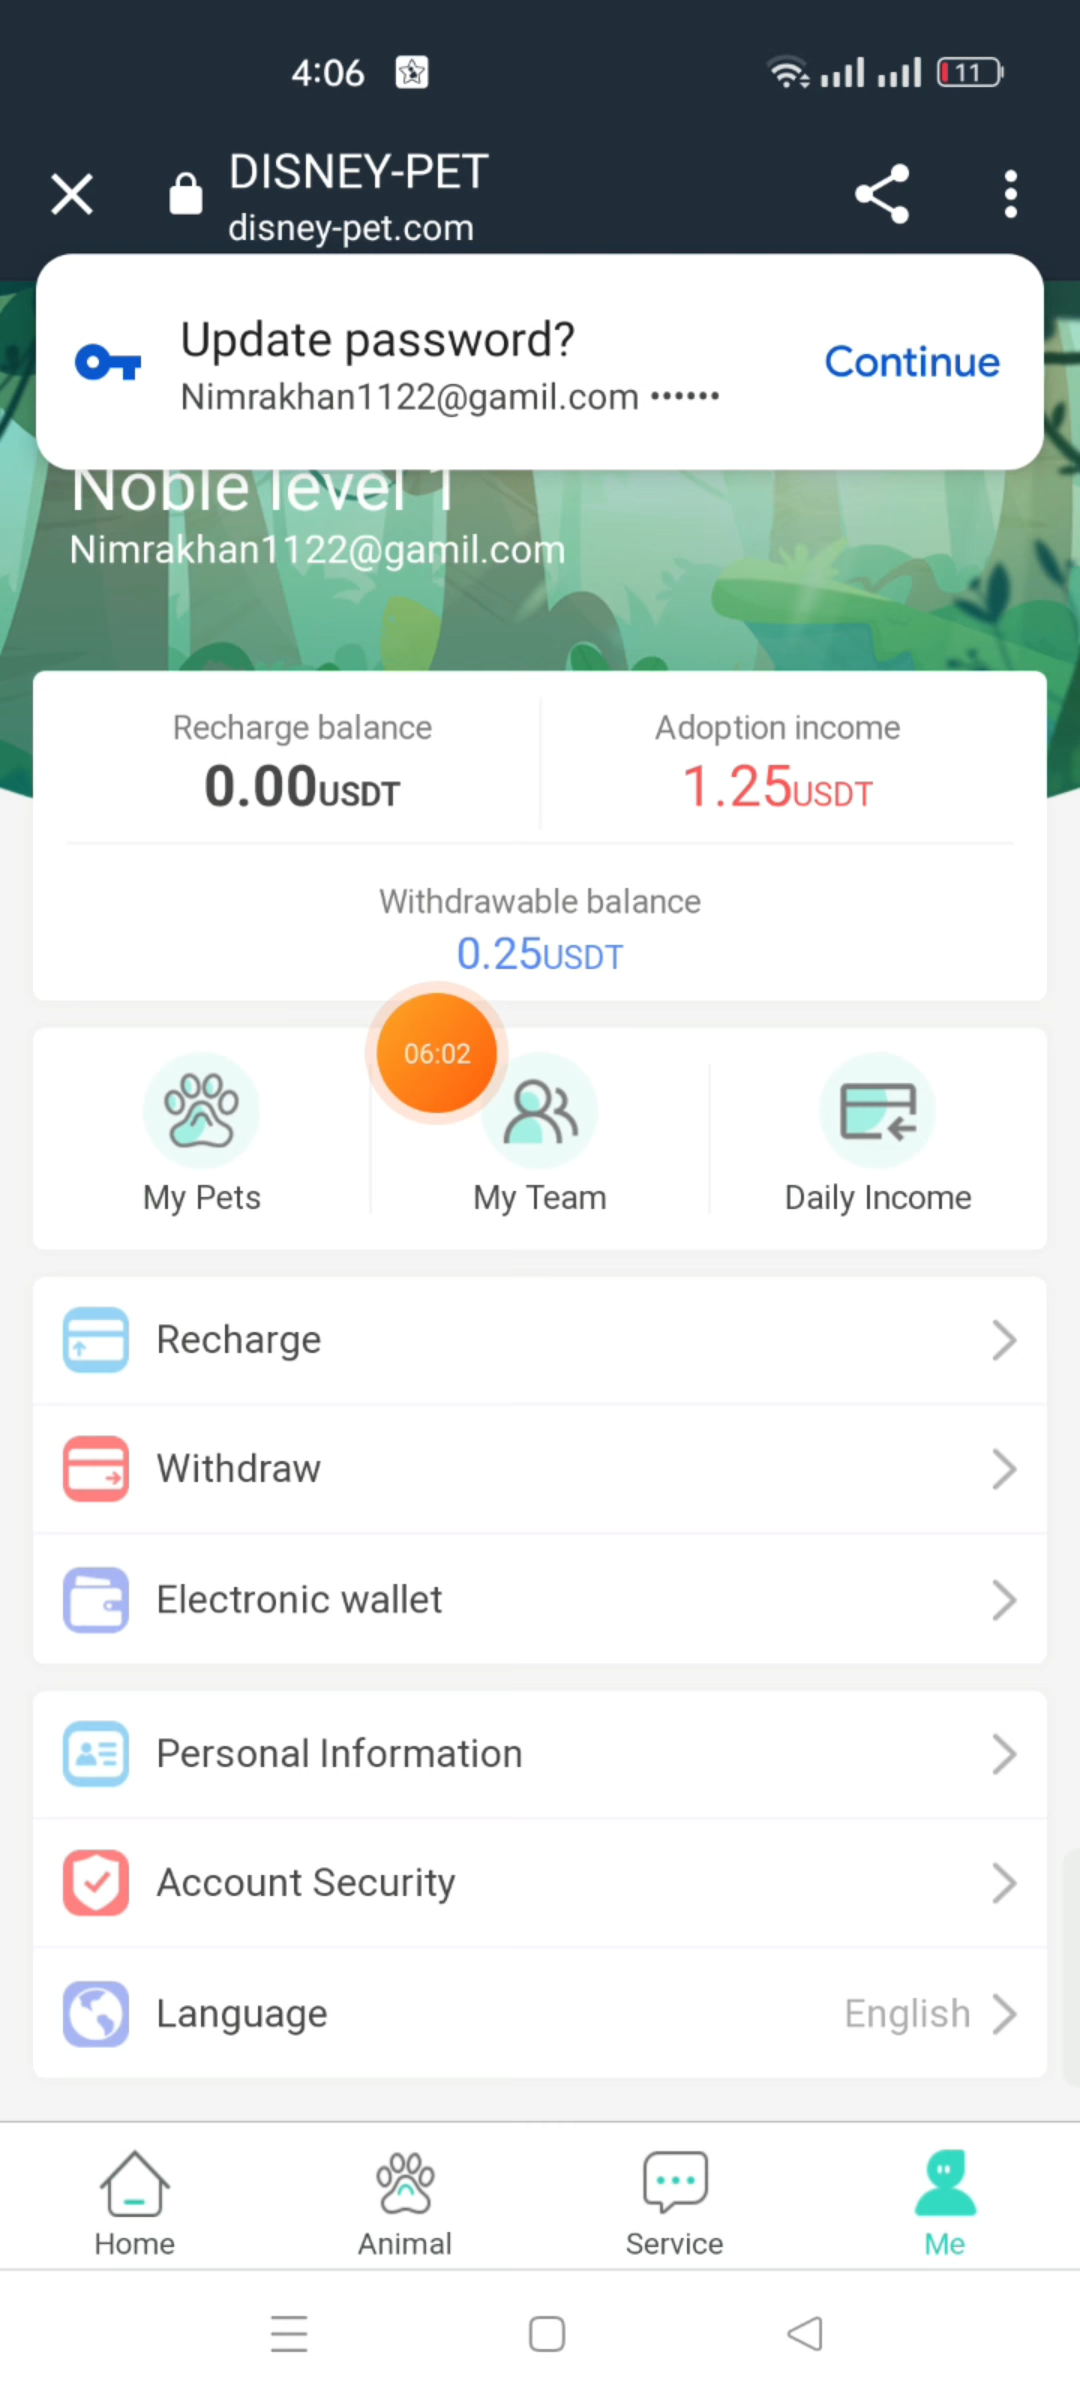 4:06
11
DISNEY-PET
disney-pet.com
Update password?
Nimrakhan1122@gamil.com ••••••
Continue
Noble level 1
Nimrakhan1122@gamil.com
Recharge balance
0.00USDT
Adoption income
1.25USDT
Withdrawable balance
0.25USDT
06:02
My Pets
My Team
Daily Income
Recharge
Withdraw
Electronic wallet
Personal Information
Account Security
Language
English
Home
Animal
Service
Me